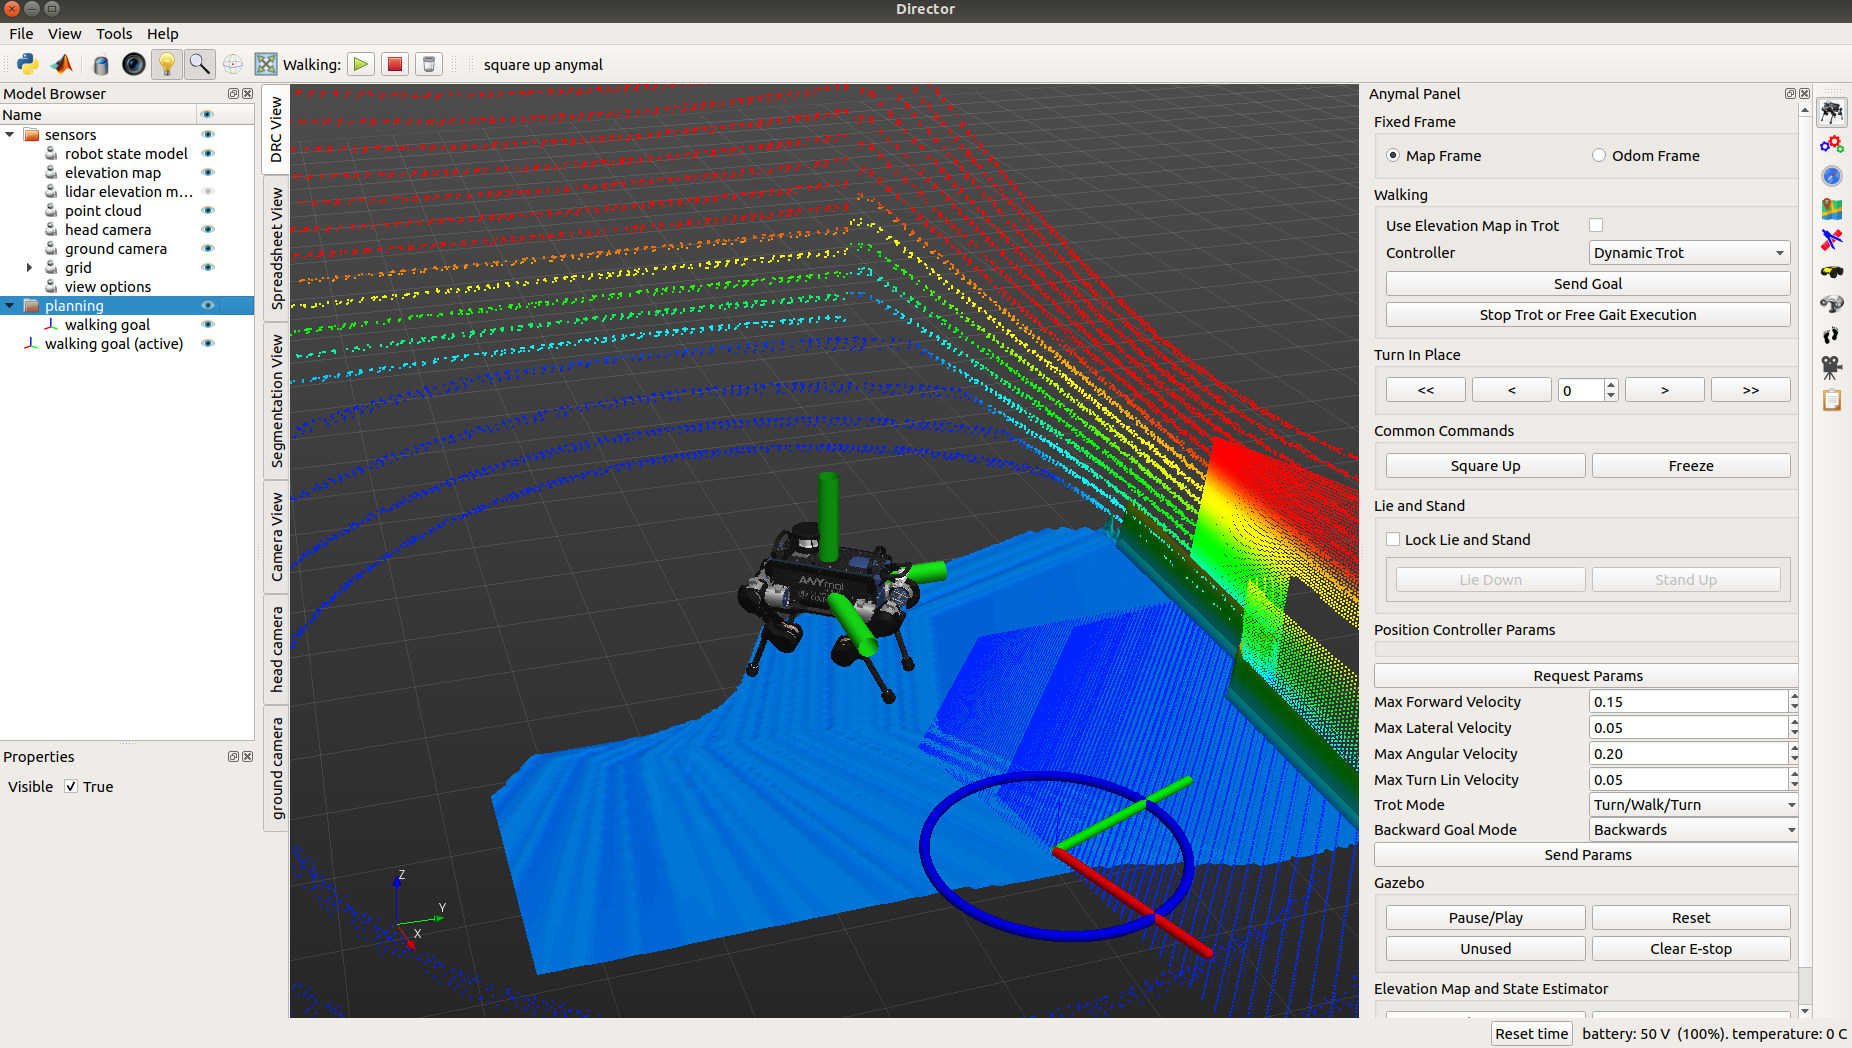 Director
File View Tools Help
Walking: square up anymal
Model Browser
Name
sensors
robot state model
elevation map
lidar elevation m...
point cloud
head camera
ground camera
grid
view options
planning
walking goal
walking goal (active)
Properties
Visible True
DRC View
Spreadsheet View
Segmentation View
Camera View
head camera
ground camera
ANYmal
Z
Y
X
Anymal Panel
Fixed Frame
Map Frame Odom Frame
Walking
Use Elevation Map in Trot
Controller Dynamic Trot
Send Goal
Stop Trot or Free Gait Execution
Turn In Place
<< < 0 > >>
Common Commands
Square Up Freeze
Lie and Stand
Lock Lie and Stand
Lie Down Stand Up
Position Controller Params
Request Params
Max Forward Velocity 0.15
Max Lateral Velocity 0.05
Max Angular Velocity 0.20
Max Turn Lin Velocity 0.05
Trot Mode Turn/Walk/Turn
Backward Goal Mode Backwards
Send Params
Gazebo
Pause/Play Reset
Unused Clear E-stop
Elevation Map and State Estimator
Reset time battery: 50 V (100%). temperature: 0 C